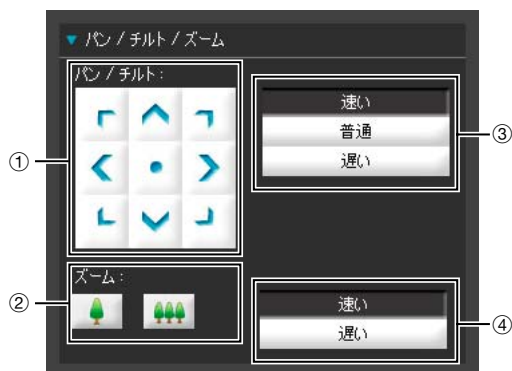 パン / チルト / ズーム
パン / チルト :
速い
普通
遅い
①
③
ズーム :
速い
遅い
②
④